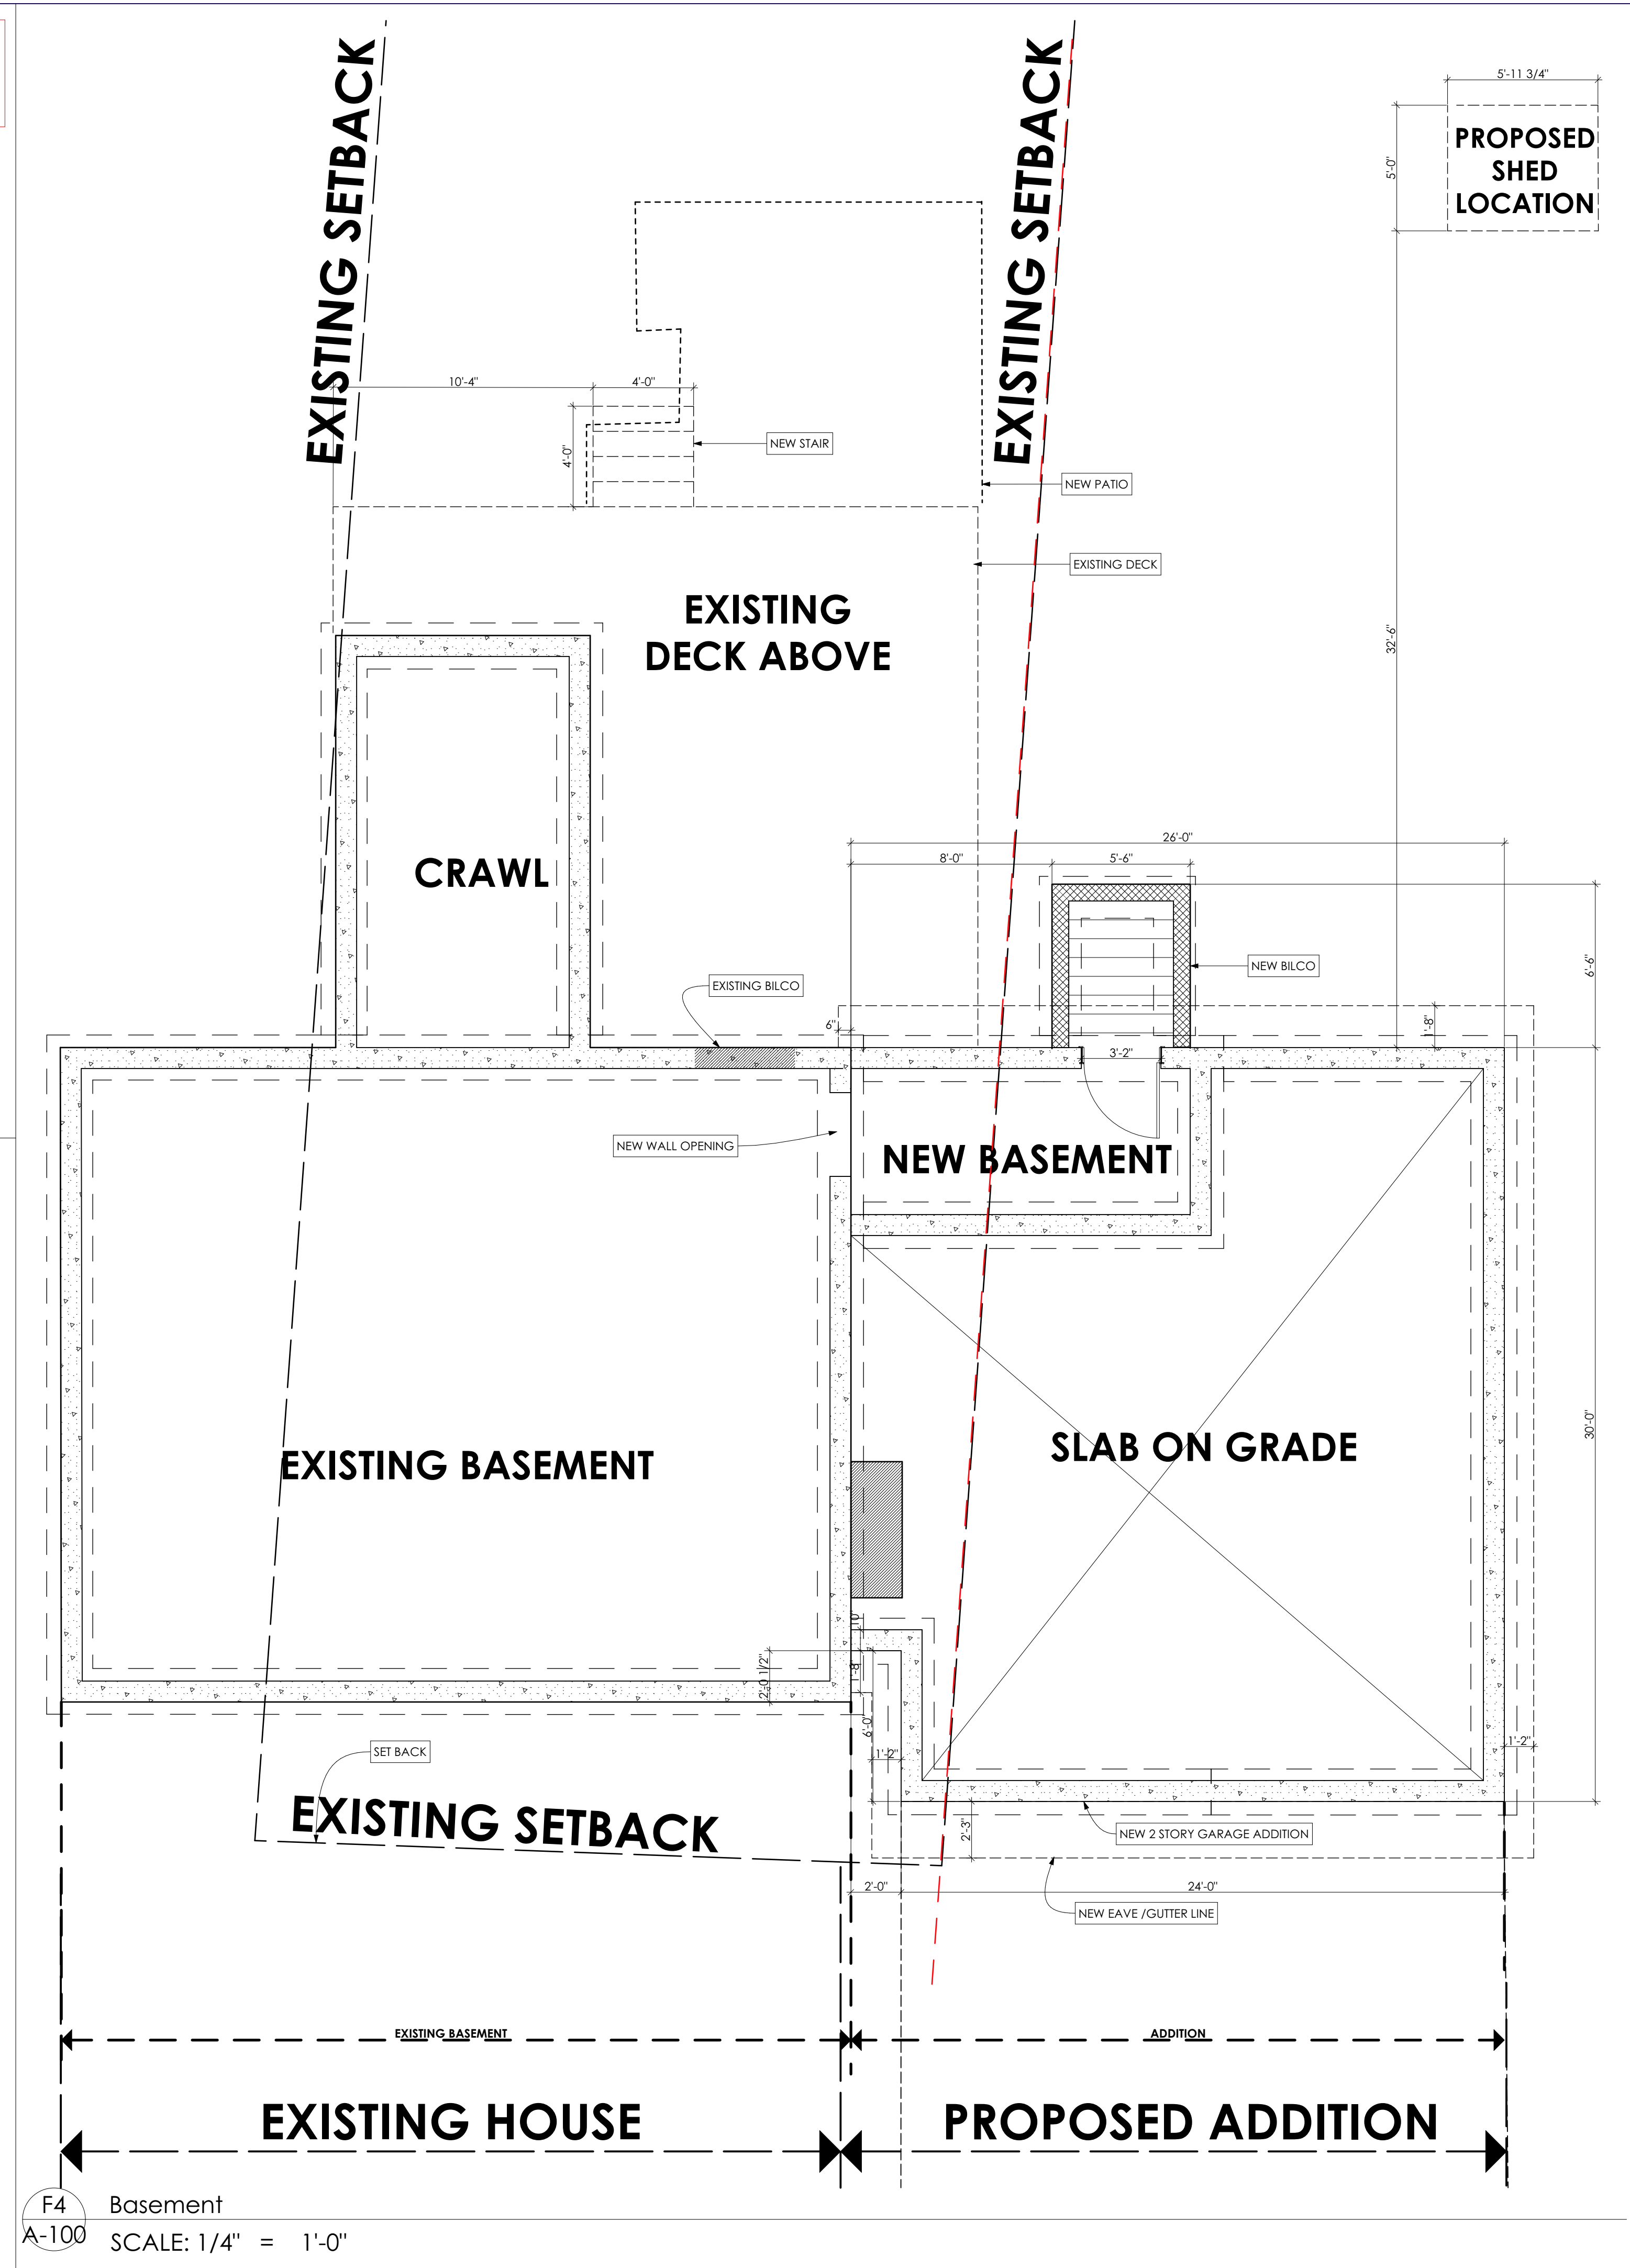 EXISTING SETBACK
EXISTING SETBACK
5'-11 3/4"
5'-0"
PROPOSED
SHED
LOCATION
10'-4"
4'-0"
4'-0"
NEW STAIR
NEW PATIO
EXISTING DECK
EXISTING
DECK ABOVE
32'-6"
CRAWL
26'-0"
8'-0"
5'-6"
6'-6"
NEW BILCO
EXISTING BILCO
6"
1'-8"
3'-2"
NEW WALL OPENING
NEW BASEMENT
30'-0"
EXISTING BASEMENT
SLAB ON GRADE
10"
2'-0 1/2"
1'-8"
6'-0"
1'-2"
1'-2"
SET BACK
EXISTING SETBACK
2'-3"
NEW 2 STORY GARAGE ADDITION
2'-0"
24'-0"
NEW EAVE /GUTTER LINE
EXISTING BASEMENT
ADDITION
EXISTING HOUSE
PROPOSED ADDITION
F4
Basement
A-100
SCALE: 1/4" = 1'-0"